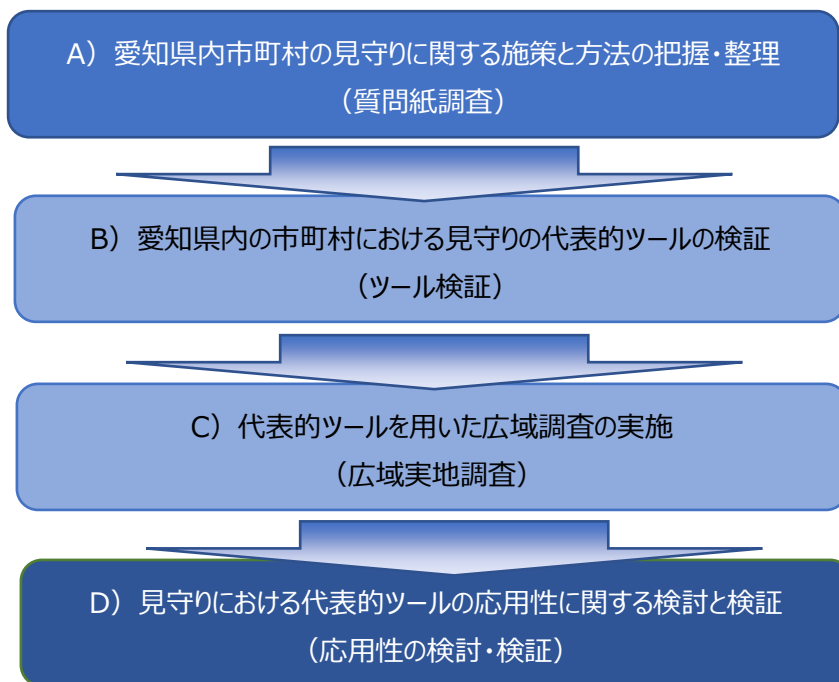 A）愛知県内市町村の見守りに関する施策と方法の把握・整理
（質問紙調査）
B）愛知県内の市町村における見守りの代表的ツールの検証
（ツール検証）
C）代表的ツールを用いた広域調査の実施
（広域実地調査）
D）見守りにおける代表的ツールの応用性に関する検討と検証
（応用性の検討・検証）